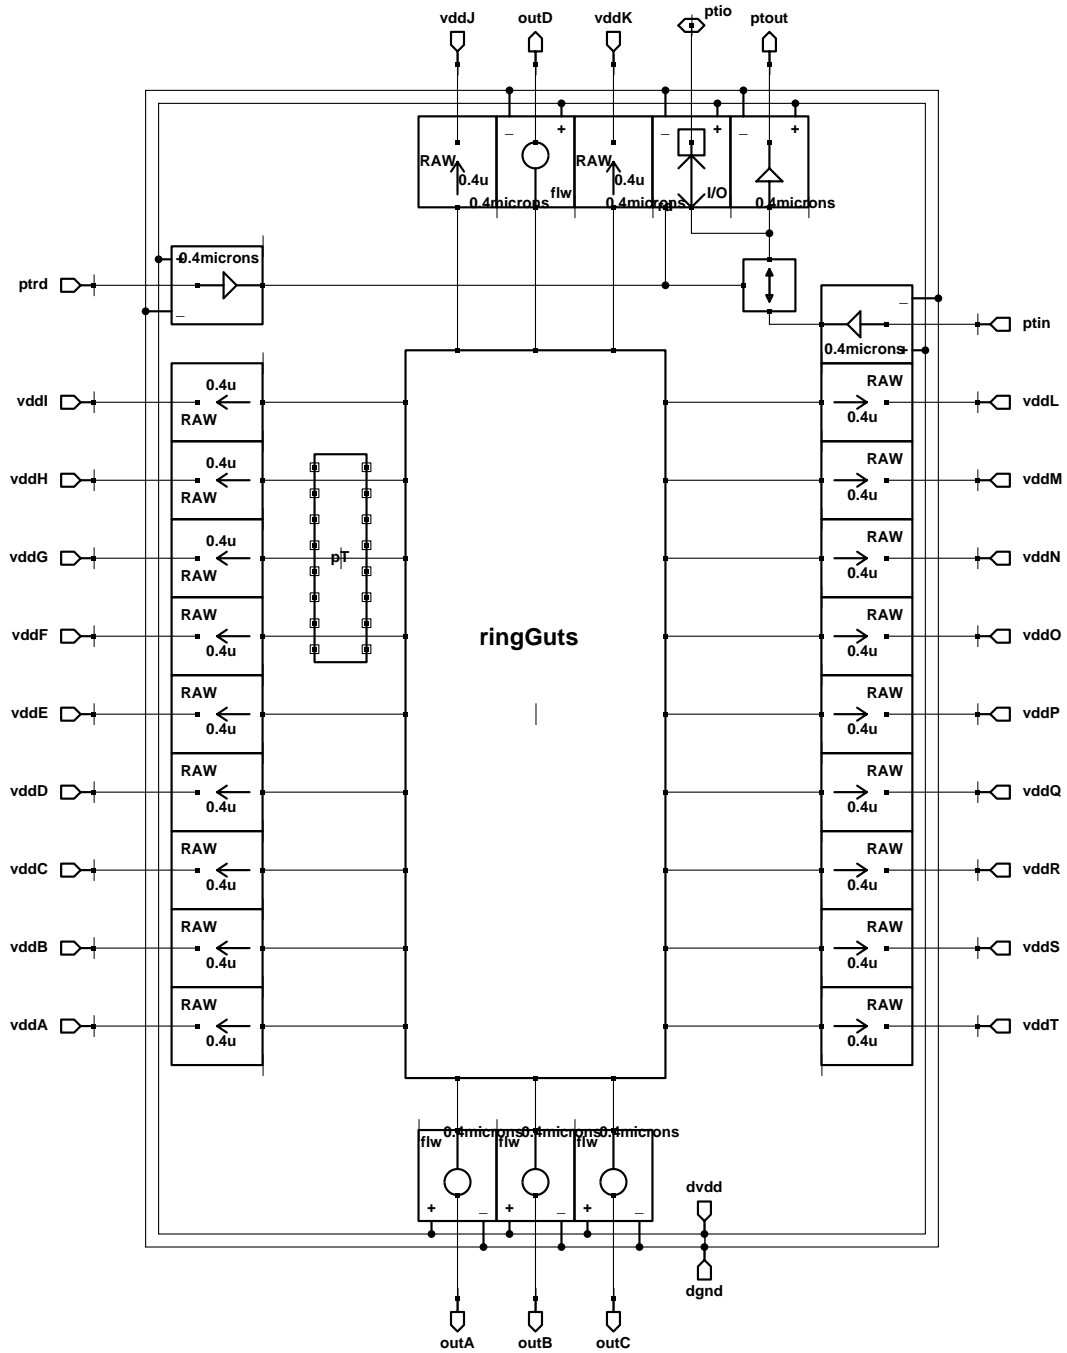 vddJ outD vddK ptio ptout
_ + _ + _ +
RAW RAW
0.4u flw 0.4u I/O
0.4microns 0.4microns 0.4microns
ptrd + 0.4microns
_
_ ptin
0.4microns +
vddI 0.4u RAW RAW 0.4u vddL
vddH 0.4u RAW RAW 0.4u vddM
vddG 0.4u RAW pT RAW 0.4u vddN
vddF RAW 0.4u ringGuts RAW 0.4u vddO
vddE RAW 0.4u RAW 0.4u vddP
vddD RAW 0.4u RAW 0.4u vddQ
vddC RAW 0.4u RAW 0.4u vddR
vddB RAW 0.4u RAW 0.4u vddS
vddA RAW 0.4u RAW 0.4u vddT
0.4microns 0.4microns 0.4microns
flw flw flw
+ _ + _ + _
dvdd
dgnd
outA outB outC